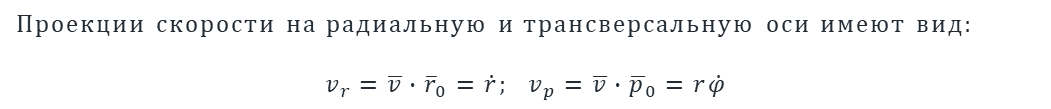 Проекции скорости на радиальную и трансверсальную оси имеют вид:
v_r = v̅ · r̅₀ = ṙ; v_p = v̅ · p̅₀ = rφ̇